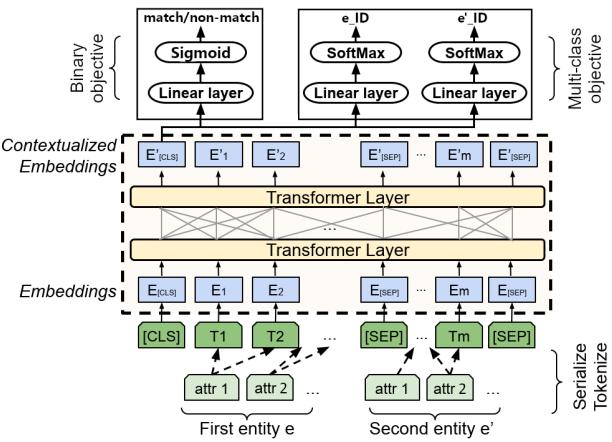 match/non-match
e_ID
e'_ID
Binary objective
Sigmoid
SoftMax
SoftMax
Multi-class objective
Linear layer
Linear layer
Linear layer
Contextualized
Embeddings
E'[CLS]
E'1
E'2
E'[SEP]
...
E'm
E'[SEP]
Transformer Layer
...
Transformer Layer
Embeddings
E[CLS]
E1
E2
E[SEP]
...
Em
E[SEP]
[CLS]
T1
T2
...
[SEP]
...
Tm
[SEP]
Serialize
Tokenize
attr 1
attr 2
...
attr 1
attr 2
...
First entity e
Second entity e'